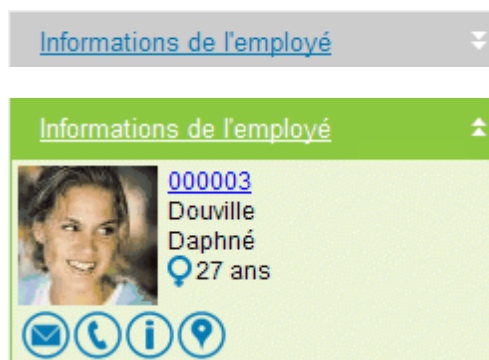 Informations de l'employé
Informations de l'employé
000003
Douville
Daphné
27 ans